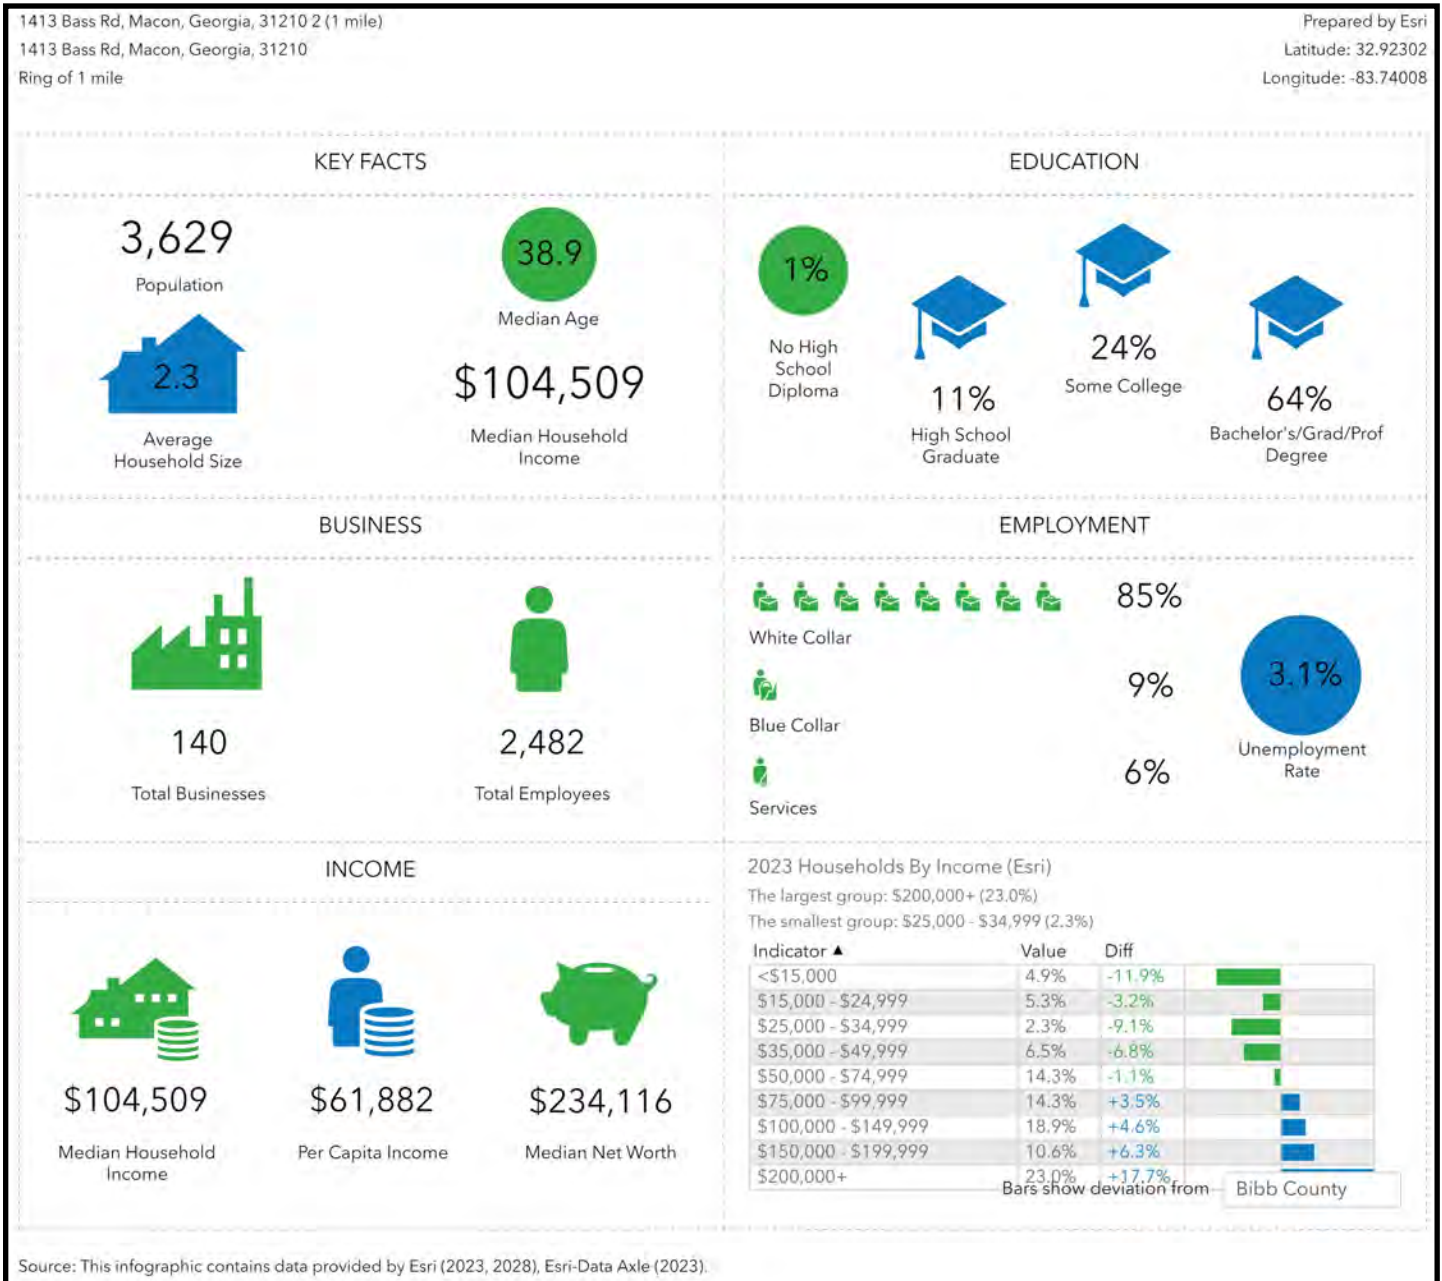 1413 Bass Rd, Macon, Georgia, 31210 2 (1 mile)
1413 Bass Rd, Macon, Georgia, 31210
Ring of 1 mile
Prepared by Esri
Latitude: 32.92302
Longitude: -83.74008
KEY FACTS
3,629
Population
38.9
Median Age
2.3
Average
Household Size
$104,509
Median Household
Income
EDUCATION
1%
No High
School
Diploma
11%
High School
Graduate
24%
Some College
64%
Bachelor's/Grad/Prof
Degree
BUSINESS
140
Total Businesses
2,482
Total Employees
EMPLOYMENT
85%
White Collar
9%
Blue Collar
6%
Services
3.1%
Unemployment
Rate
INCOME
$104,509
Median Household
Income
$61,882
Per Capita Income
$234,116
Median Net Worth
2023 Households By Income (Esri)
The largest group: $200,000+ (23.0%)
The smallest group: $25,000 - $34,999 (2.3%)
Indicator ▲ Value Diff
<$15,000 4.9% -11.9%
$15,000 - $24,999 5.3% -3.2%
$25,000 - $34,999 2.3% -9.1%
$35,000 - $49,999 6.5% -6.8%
$50,000 - $74,999 14.3% -1.1%
$75,000 - $99,999 14.3% +3.5%
$100,000 - $149,999 18.9% +4.6%
$150,000 - $199,999 10.6% +6.3%
$200,000+ 23.0% +17.7%
Bars show deviation from Bibb County
Source: This infographic contains data provided by Esri (2023, 2028), Esri-Data Axle (2023).